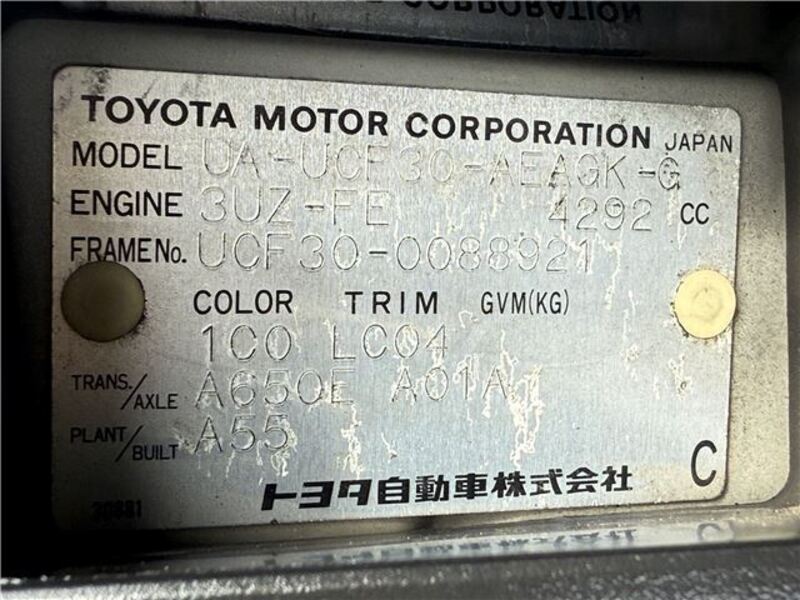 CORPORATION
TOYOTA MOTOR CORPORATION JAPAN
MODEL UA-UCF30-AEAGK-G
ENGINE 3UZ-FE 4292 CC
FRAME No. UCF30-0088921
COLOR TRIM GVM(KG)
1C0 LC04
TRANS./AXLE A650E A01A
PLANT/BUILT A55
トヨタ自動車株式会社 C
30881